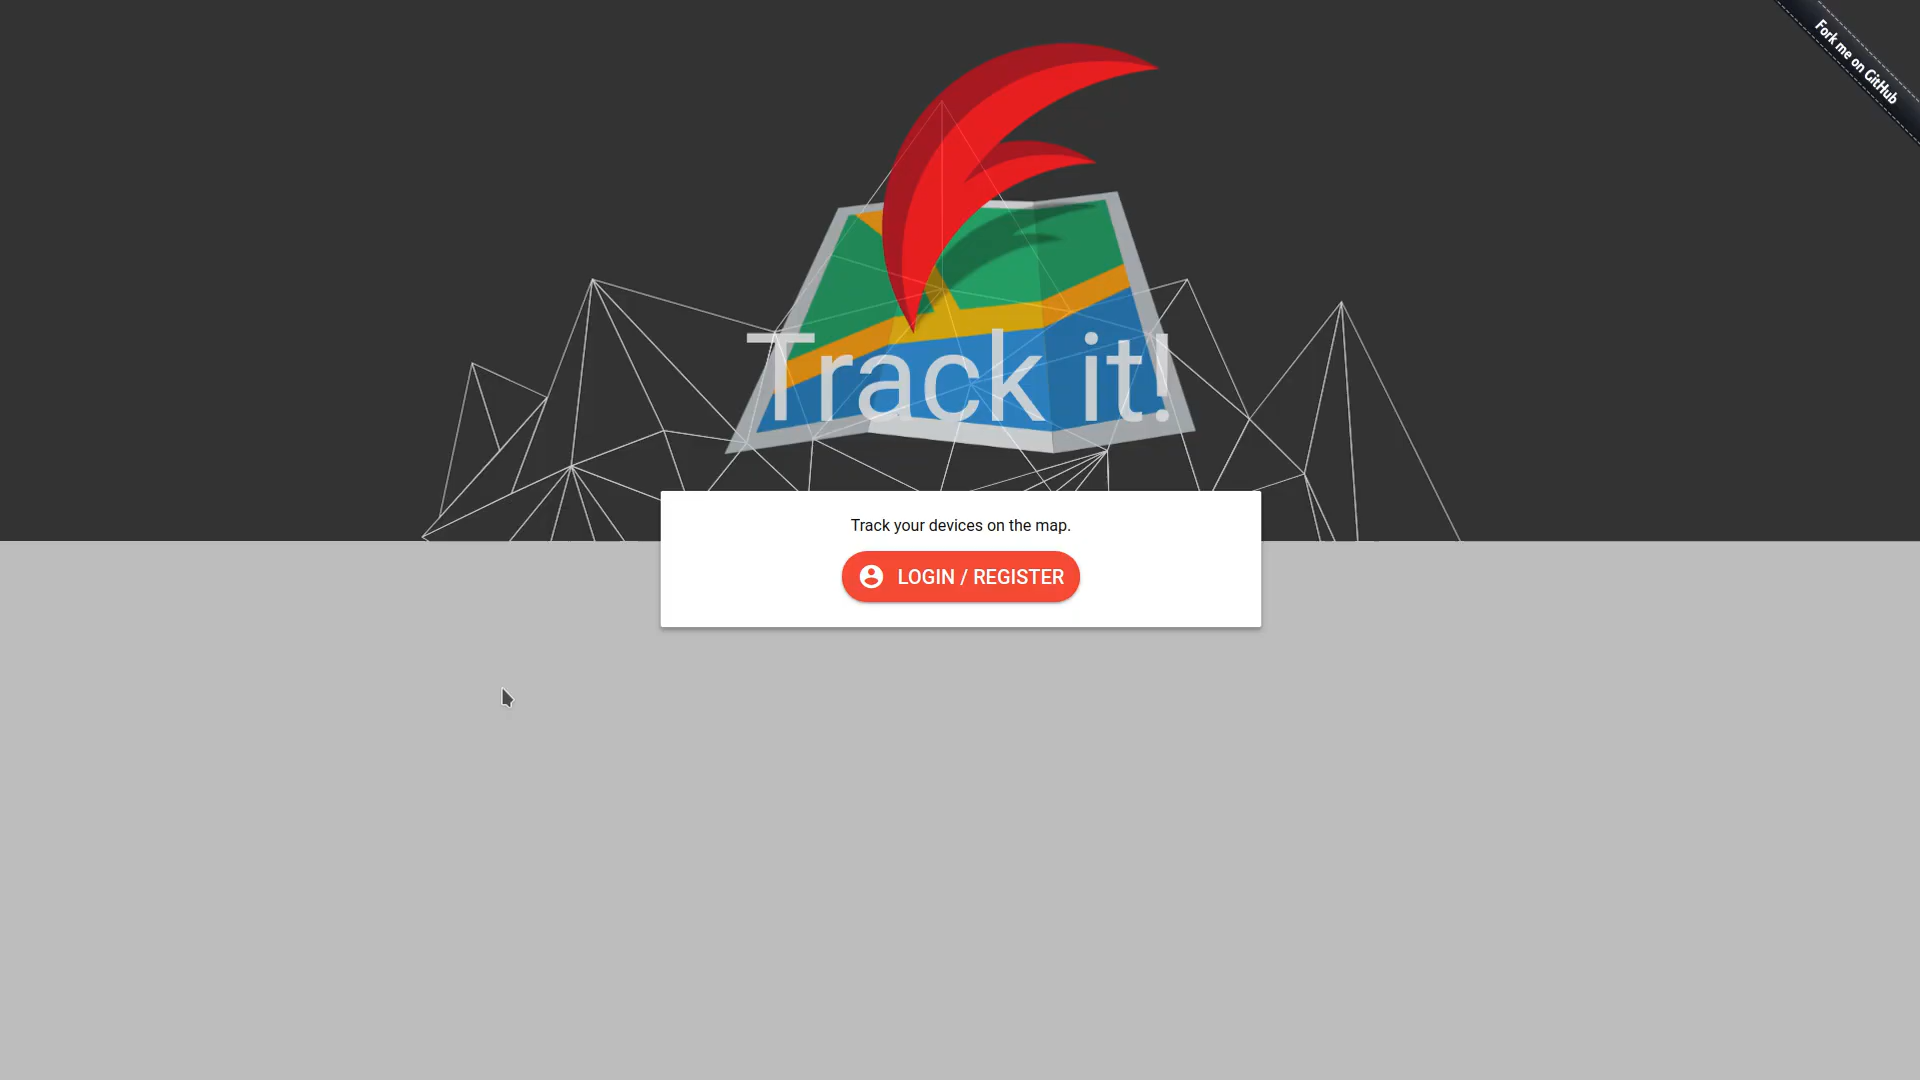 Fork me on GitHub
Track it!
Track your devices on the map.
LOGIN / REGISTER